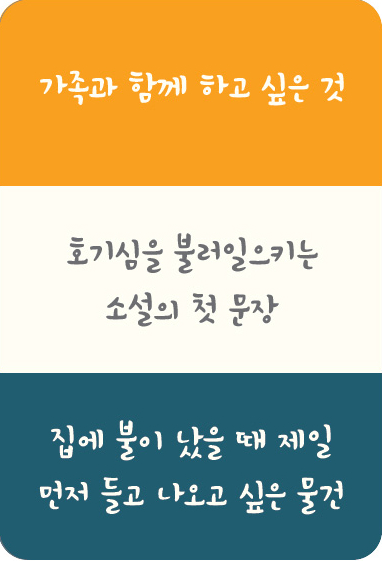 가족과 함께 하고 싶은 것
호기심을 불러일으키는
소설의 첫 문장
집에 불이 났을 때 제일
먼저 들고 나오고 싶은 물건